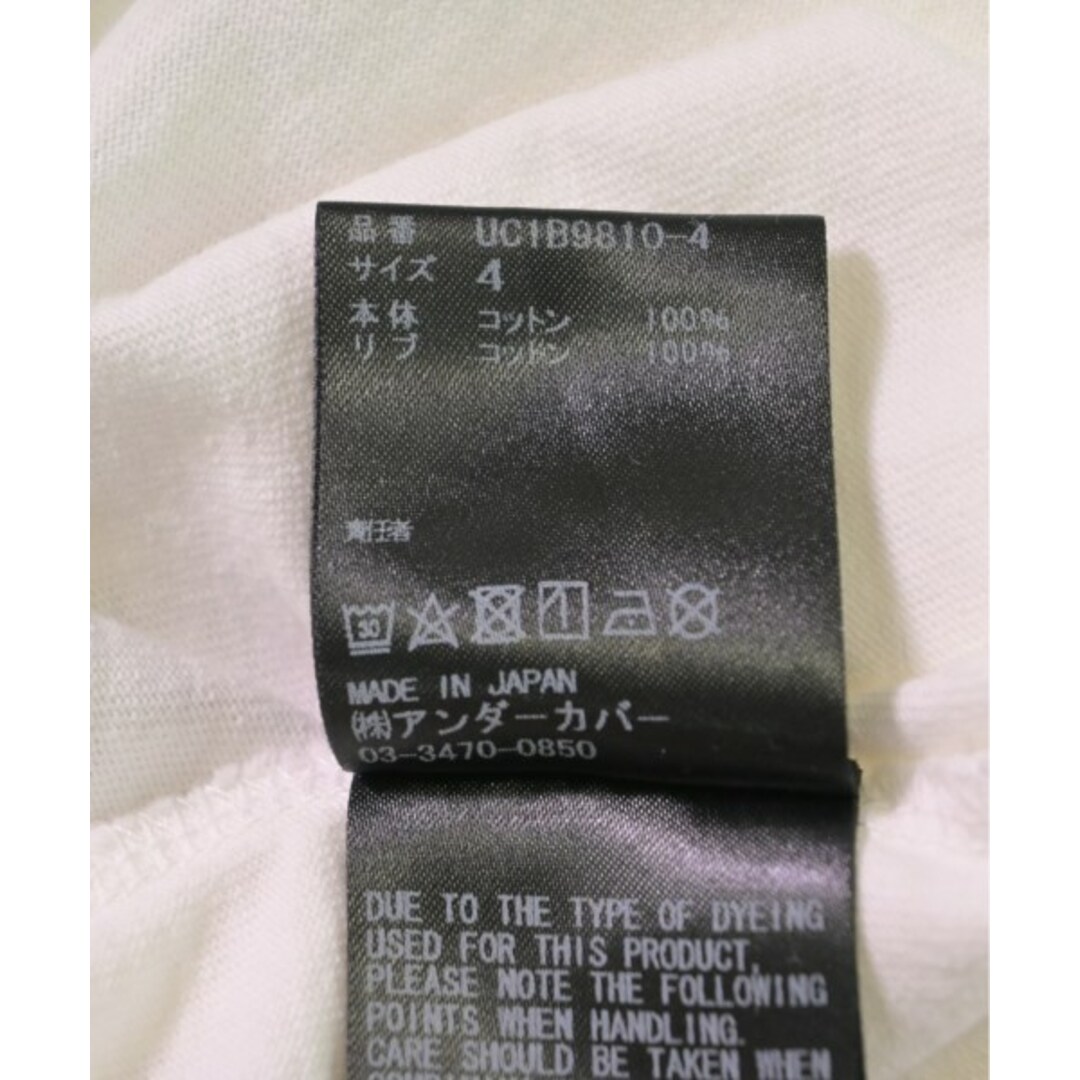 品番 UC1B9810-4
サイズ 4
本体 コットン 100%
リブ コットン 100%
責任者
30
MADE IN JAPAN
㈱アンダーカバー
03-3470-0850
DUE TO THE TYPE OF DYEING
USED FOR THIS PRODUCT,
PLEASE NOTE THE FOLLOWING
POINTS WHEN HANDLING.
CARE SHOULD BE TAKEN WHEN